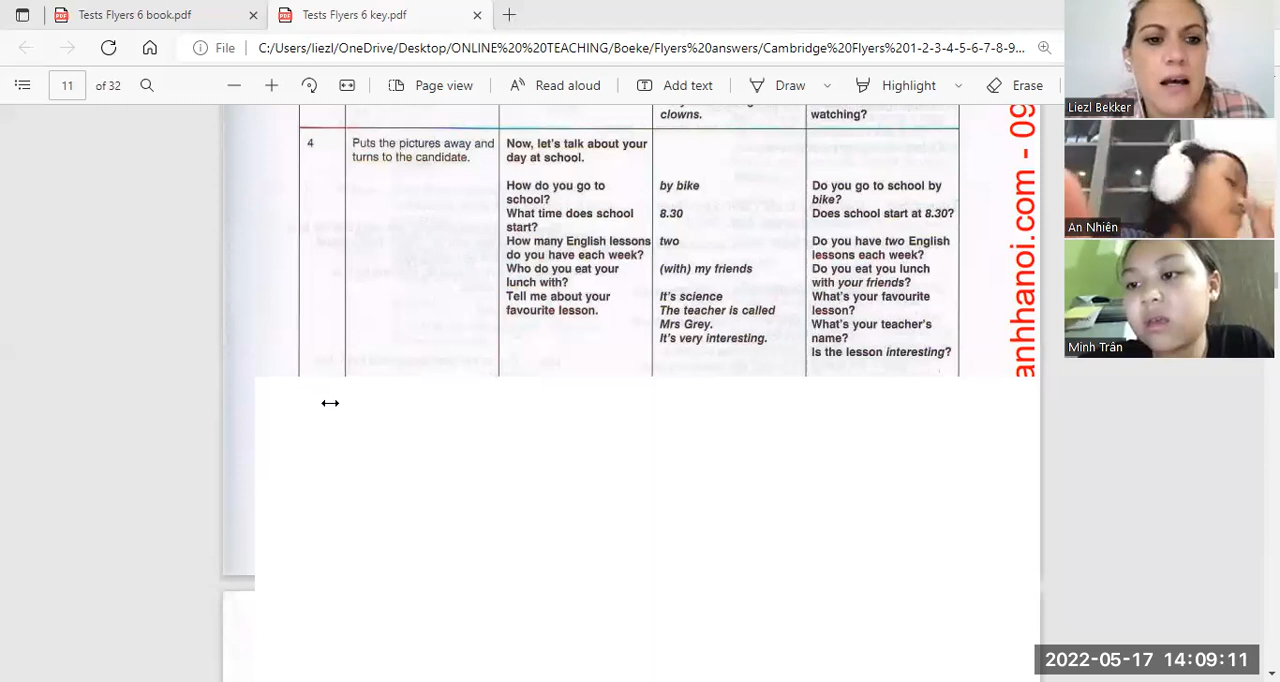 Tests Flyers 6 book.pdf
Tests Flyers 6 key.pdf
File
C:/Users/liezl/OneDrive/Desktop/ONLINE%20%20TEACHING/Boeke/Flyers%20answers/Cambridge%20Flyers%201-2-3-4-5-6-7-8-9...
11 of 32
Page view
Read aloud
Add text
Draw
Highlight
Erase
clowns.
watching?
4
Puts the pictures away and
turns to the candidate.
Now, let's talk about your
day at school.
How do you go to
school?
What time does school
start?
How many English lessons
do you have each week?
Who do you eat your
lunch with?
Tell me about your
favourite lesson.
by bike
8.30
two
(with) my friends
It's science
The teacher is called
Mrs Grey.
It's very interesting.
Do you go to school by
bike?
Does school start at 8.30?
Do you have two English
lessons each week?
Do you eat you lunch
with your friends?
What's your favourite
lesson?
What's your teacher's
name?
Is the lesson interesting?
anhhanoi.com - 09
Liezl Bekker
An Nhiên
Minh Trân
2022-05-17 14:09:11